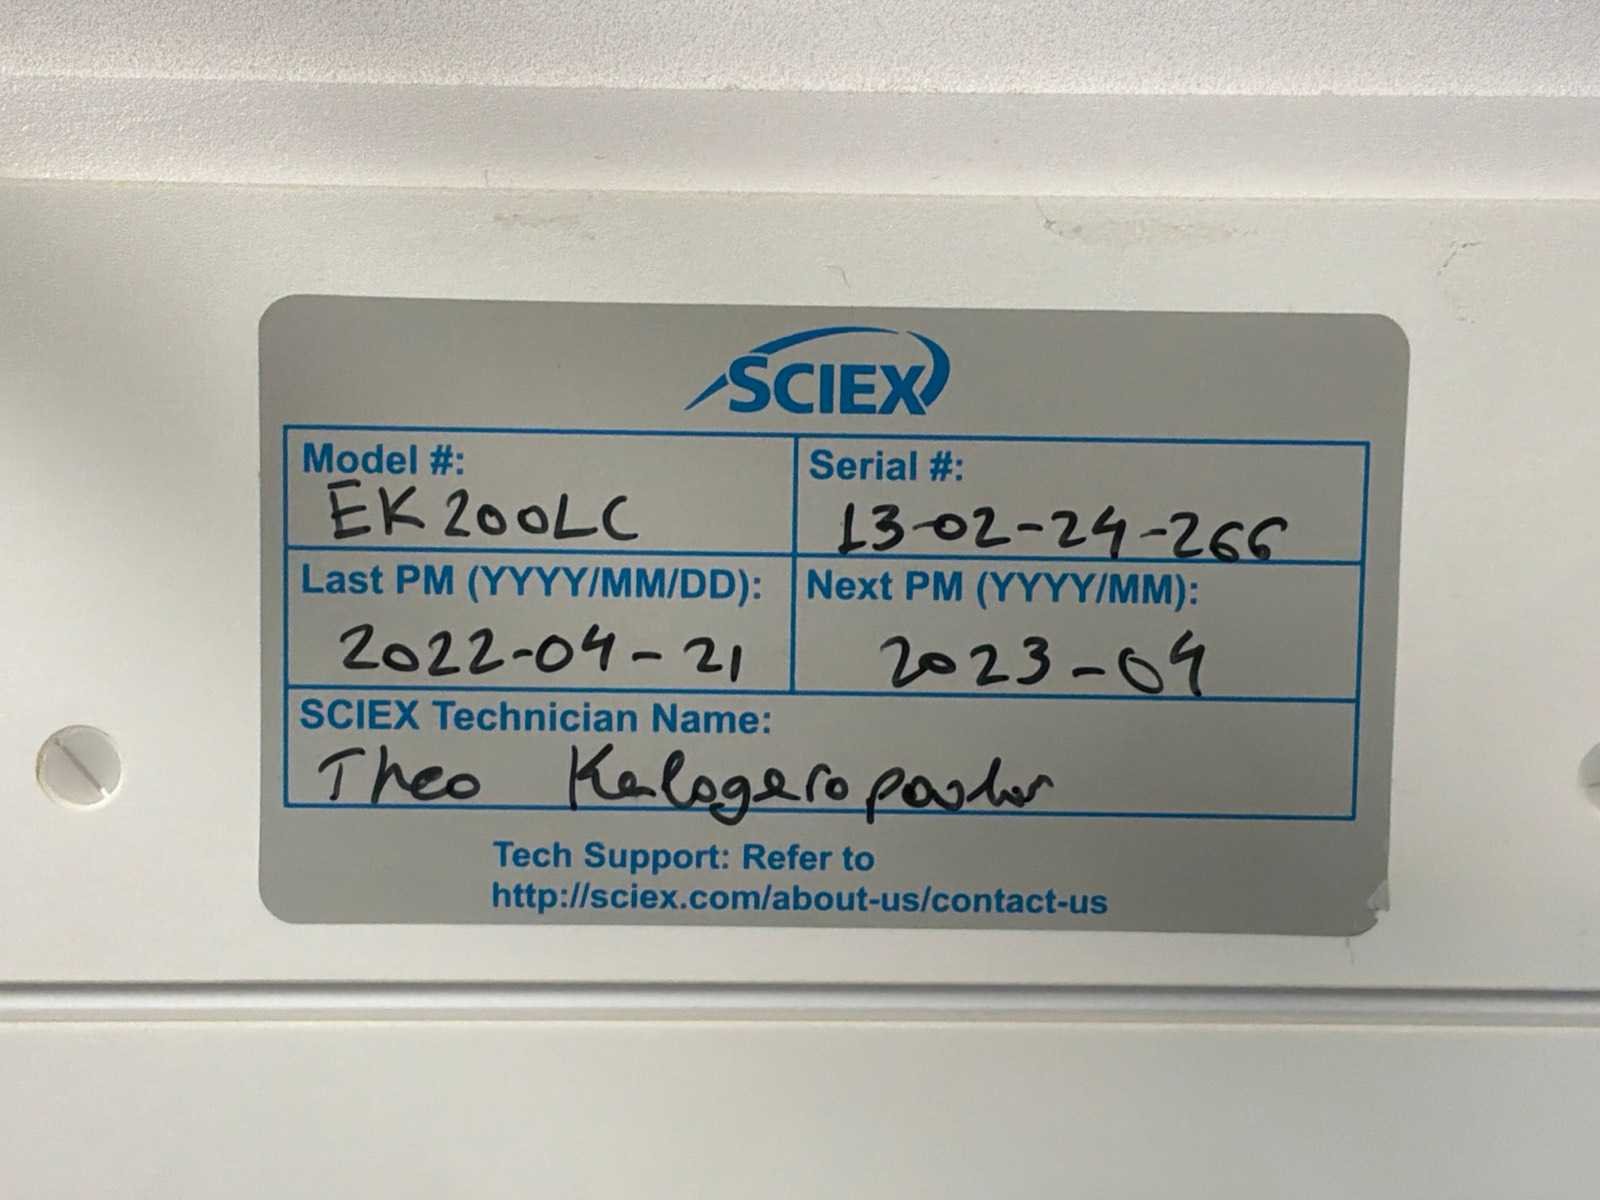 SCIEX
Model #: Serial #:
EK200LC 13-02-24-266
Last PM (YYYY/MM/DD): Next PM (YYYY/MM):
2022-04-21 2023-04
SCIEX Technician Name:
Theo
Tech Support: Refer to
http://sciex.com/about-us/contact-us